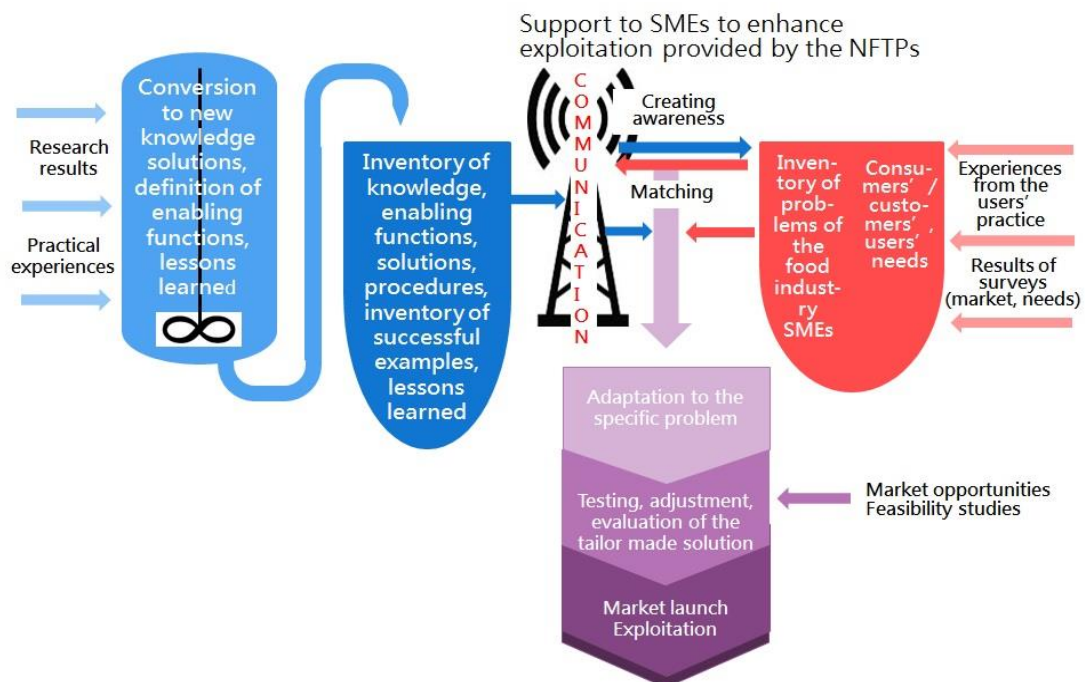 Support to SMEs to enhance
exploitation provided by the NFTPs
Research
results
Practical
experiences
Conversion
to new
knowledge
solutions,
definition of
enabling
functions,
lessons
learned
Inventory of
knowledge,
enabling
functions,
solutions,
procedures,
inventory of
successful
examples,
lessons
learned
COMMUNICATION
Creating
awareness
Matching
Inven-
tory of
prob-
lems of
the
food
indust-
ry
SMEs
Consu-
mers' /
custo-
mers' ,
users'
needs
Experiences
from the
users'
practice
Results of
surveys
(market, needs)
Adaptation to the
specific problem
Testing, adjustment,
evaluation of the
tailor made solution
Market launch
Exploitation
Market opportunities
Feasibility studies